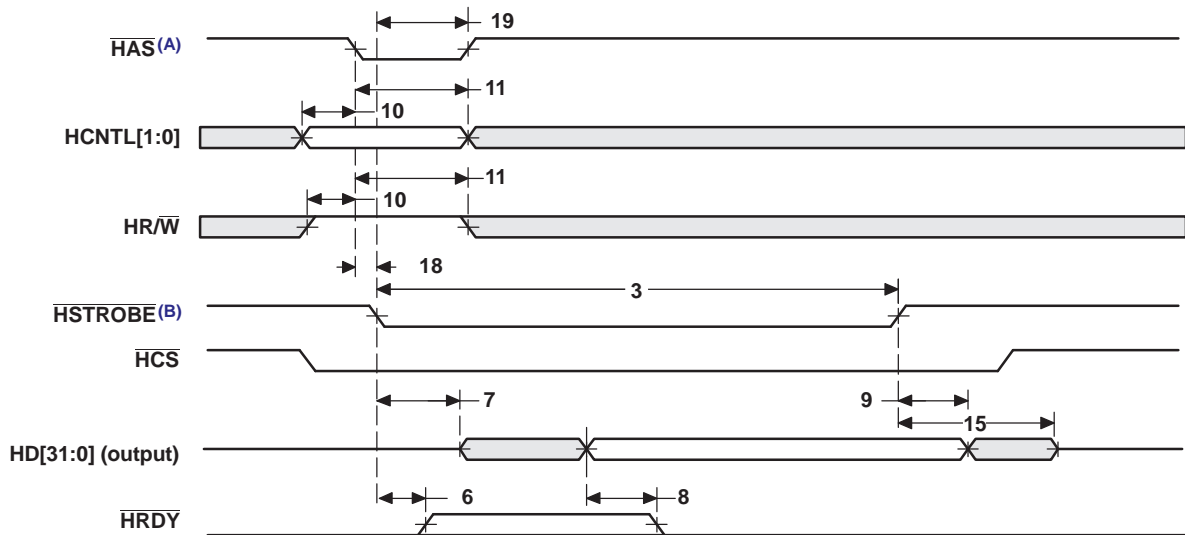 19
HAS(A)
11
10
HCNTL[1:0]
11
10
HR/W
18
3
HSTROBE(B)
HCS
7
9
15
HD[31:0] (output)
6
8
HRDY